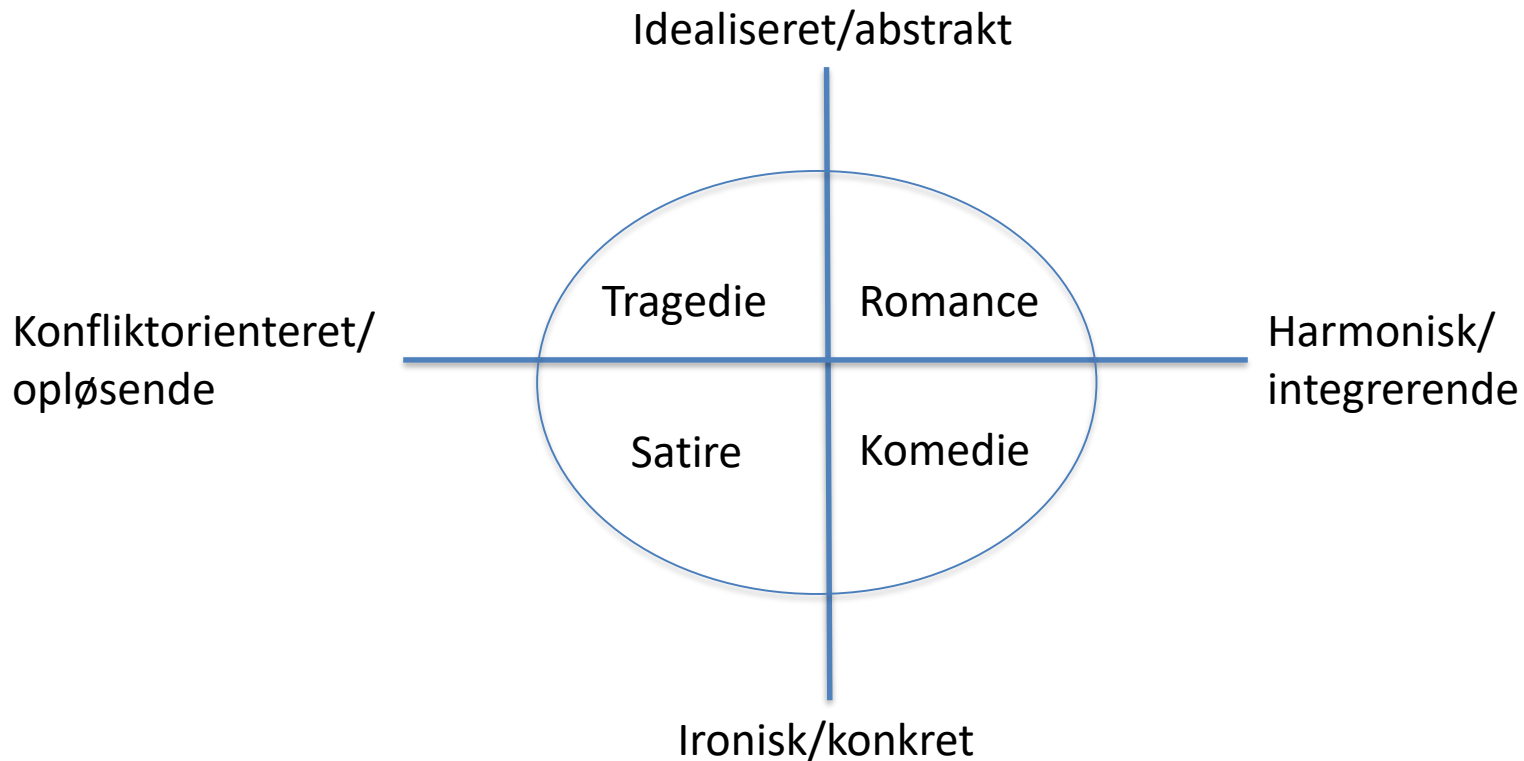 Idealiseret/abstrakt
Tragedie
Romance
Konfliktorienteret/
opløsende
Harmonisk/
integrerende
Satire
Komedie
Ironisk/konkret